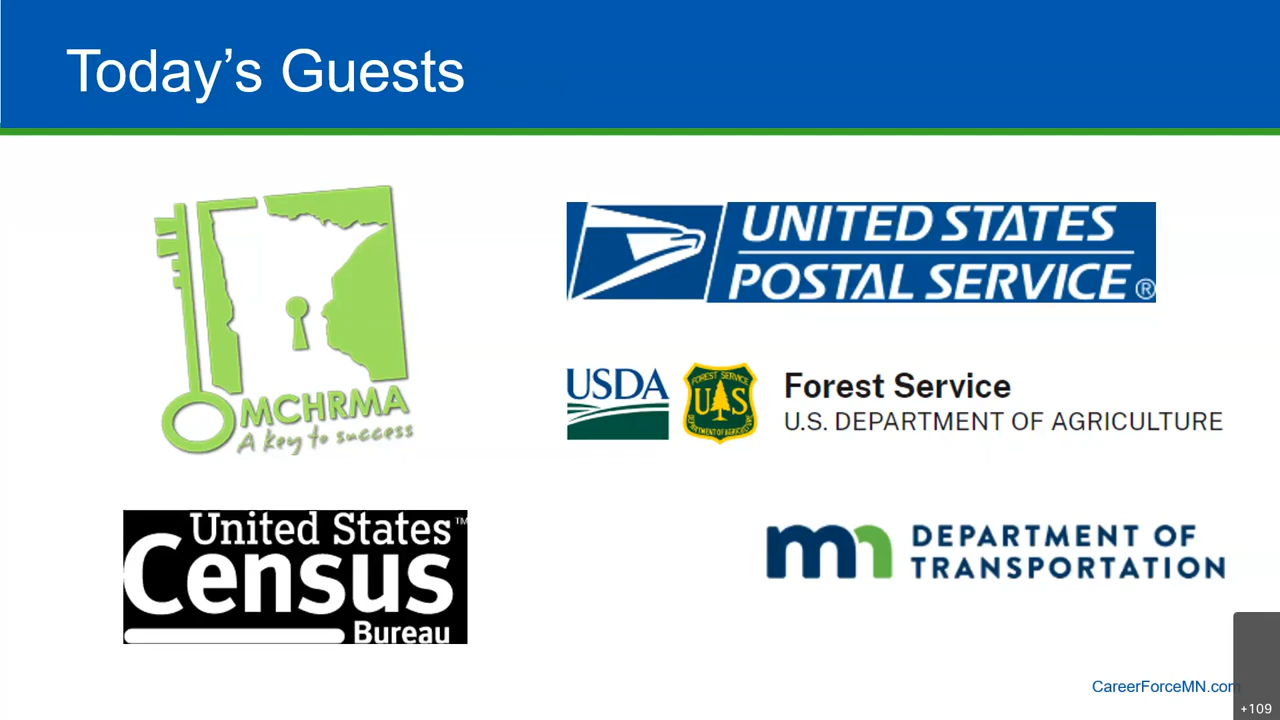 Today’s Guests
MCHRMA
A key to success
UNITED STATES
POSTAL SERVICE®
USDA
FOREST SERVICE
U S
DEPARTMENT OF AGRICULTURE
Forest Service
U.S. DEPARTMENT OF AGRICULTURE
United States™
Census
Bureau
mn
DEPARTMENT OF
TRANSPORTATION
CareerForceMN.com
+109